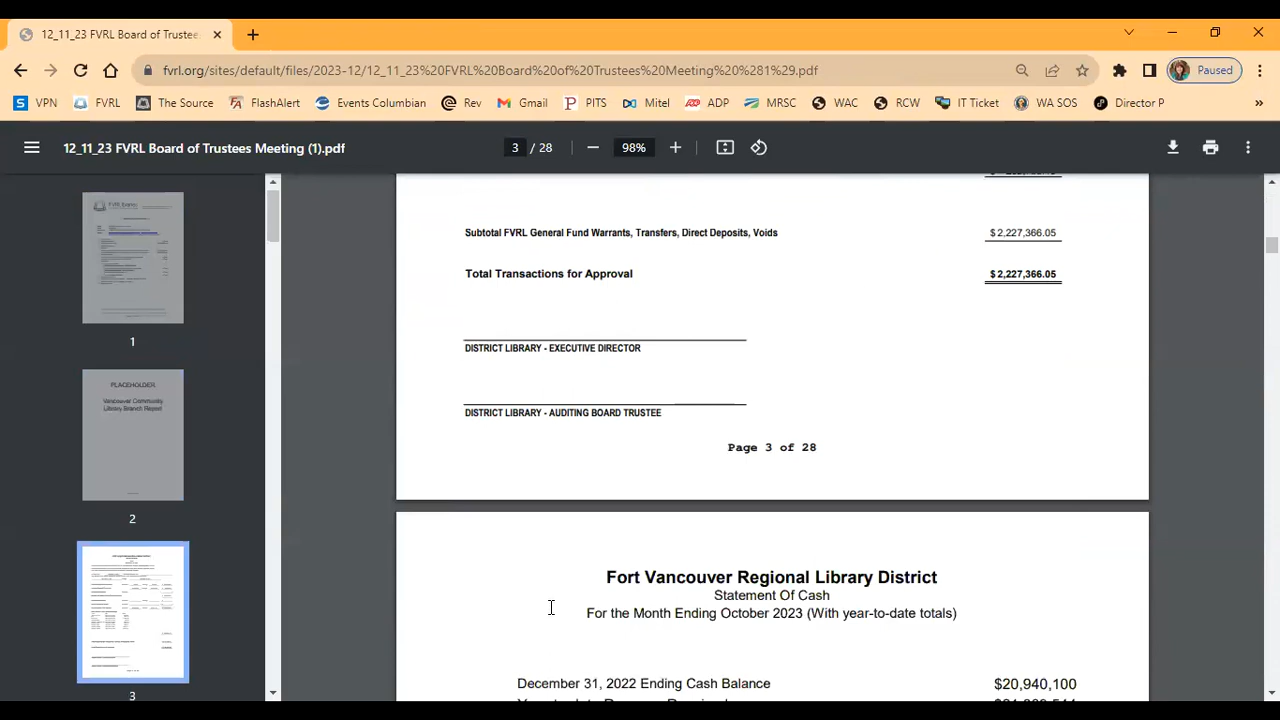 12_11_23 FVRL Board of Trustee
fvrl.org/sites/default/files/2023-12/12_11_23%20FVRL%20Board%20of%20Trustees%20Meeting%20%281%29.pdf
Paused
VPN FVRL The Source FlashAlert Events Columbian Rev Gmail PITS Mitel ADP MRSC WAC RCW IT Ticket WA SOS Director P »
12_11_23 FVRL Board of Trustees Meeting (1).pdf 3 / 28 98%
1
PLACEHOLDER
Vancouver Community
Library Branch Report
2
3
Subtotal FVRL General Fund Warrants, Transfers, Direct Deposits, Voids $ 2,227,366.05
Total Transactions for Approval $ 2,227,366.05
DISTRICT LIBRARY - EXECUTIVE DIRECTOR
DISTRICT LIBRARY - AUDITING BOARD TRUSTEE
Page 3 of 28
Fort Vancouver Regional Library District
Statement Of Cash
For the Month Ending October 2023 (With year-to-date totals)
December 31, 2022 Ending Cash Balance $20,940,100